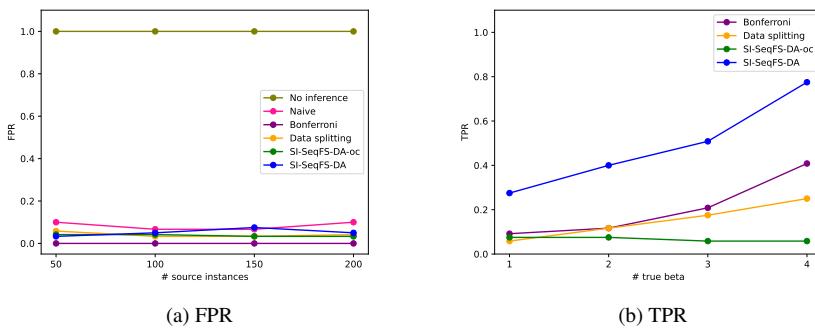 1.0
0.8
0.6
0.4
0.2
0.0
FPR
No inference
Naive
Bonferroni
Data splitting
SI-SeqFS-DA-oc
SI-SeqFS-DA
50
100
150
200
# source instances
(a) FPR
1.0
0.8
0.6
0.4
0.2
0.0
TPR
Bonferroni
Data splitting
SI-SeqFS-DA-oc
SI-SeqFS-DA
1
2
3
4
# true beta
(b) TPR